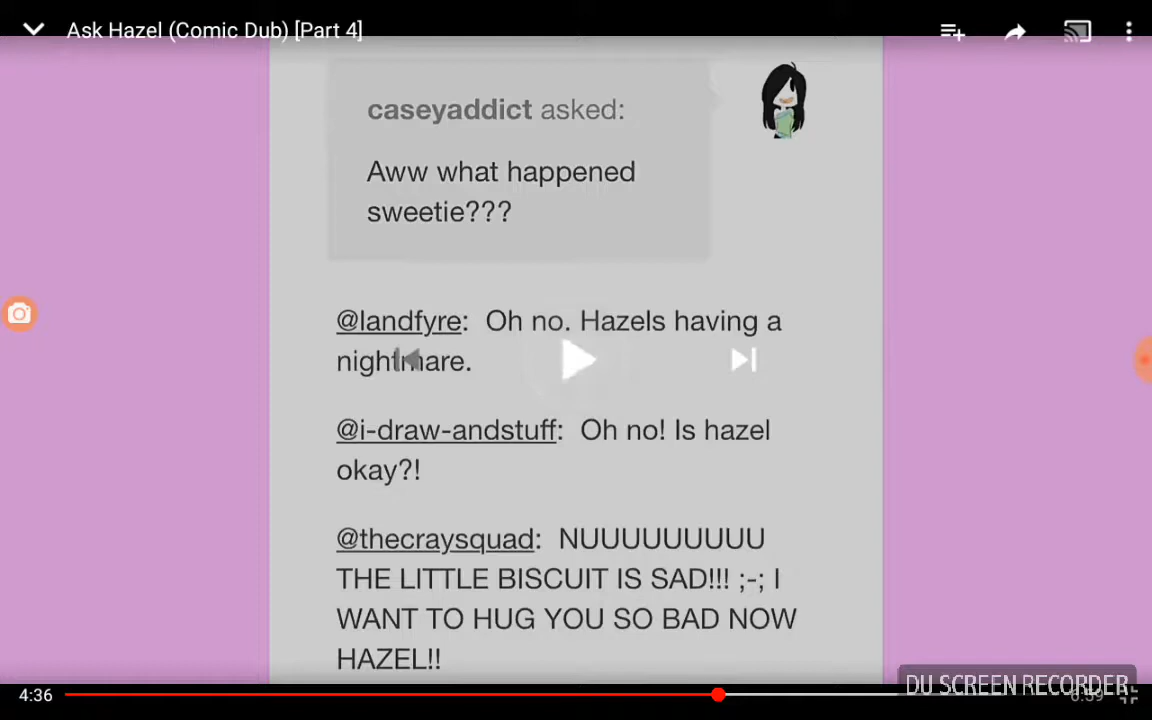 Ask Hazel (Comic Dub) [Part 4]
caseyaddict asked:
Aww what happened
sweetie???
@landfyre: Oh no. Hazels having a
nightmare.
@i-draw-andstuff: Oh no! Is hazel
okay?!
@thecraysquad: NUUUUUUUUU
THE LITTLE BISCUIT IS SAD!!! ;-; I
WANT TO HUG YOU SO BAD NOW
HAZEL!!
DU SCREEN RECORDER
4:36
6:39